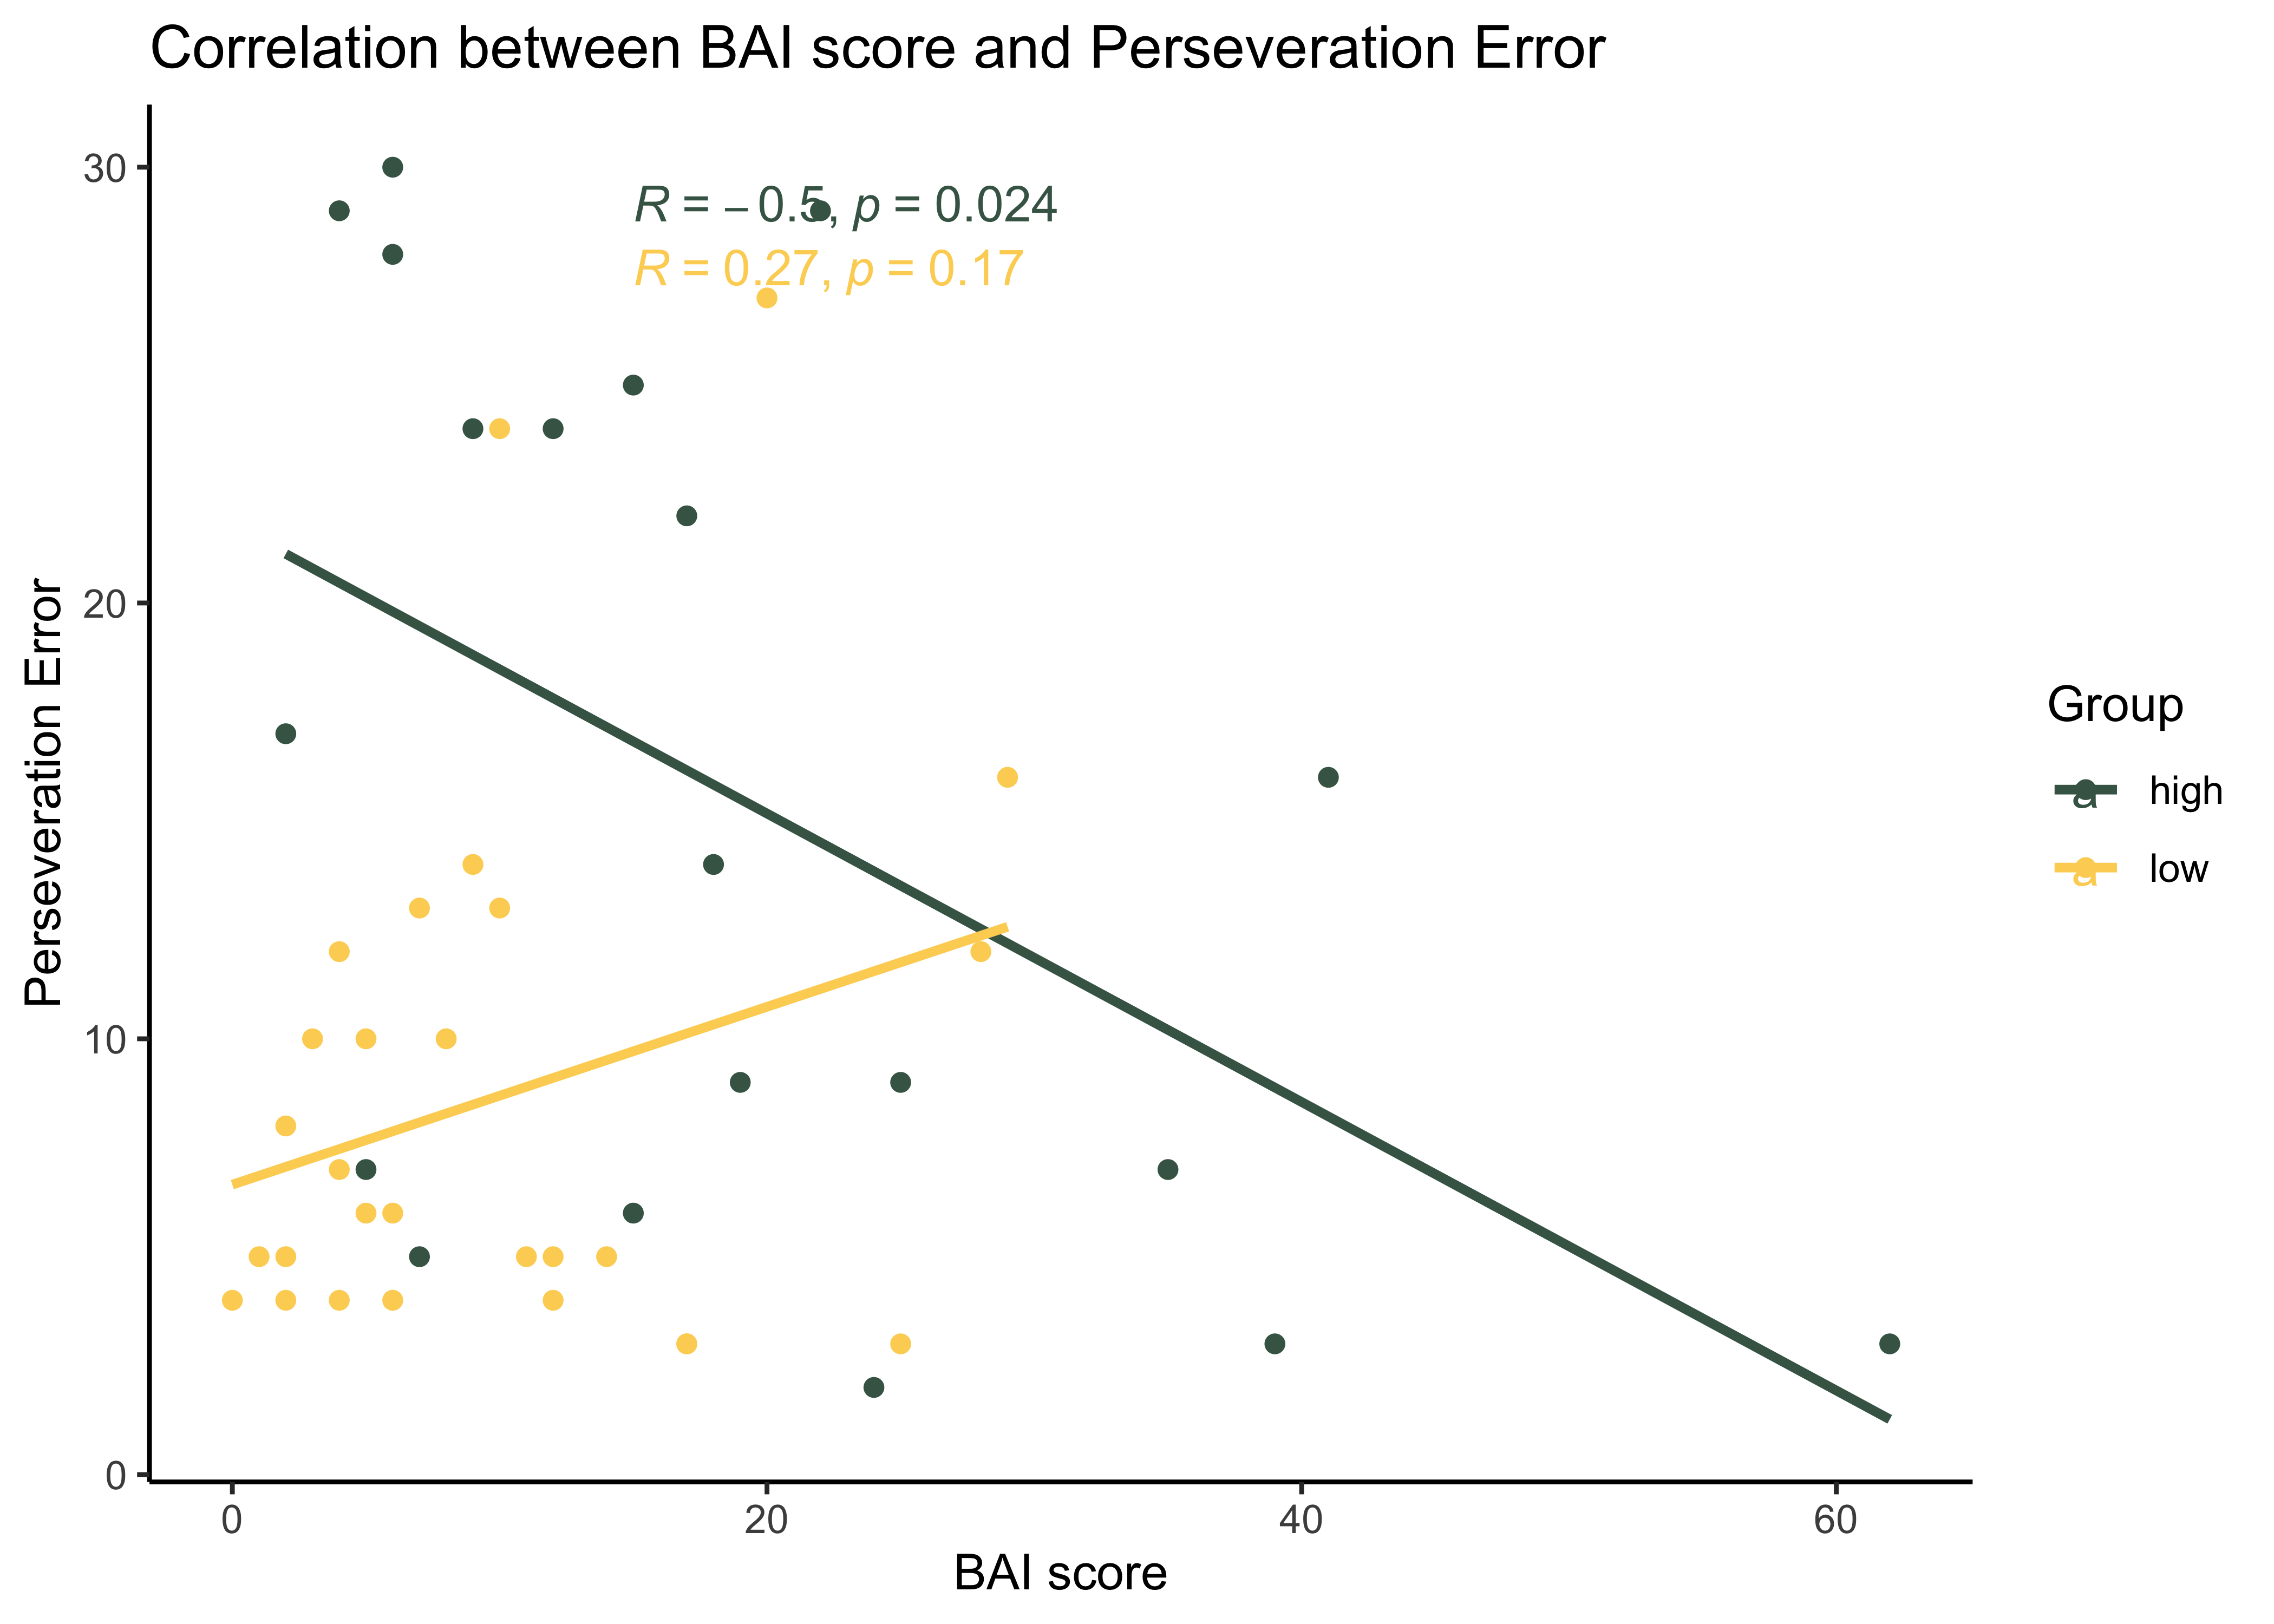 Correlation between BAI score and Perseveration Error
30
20
10
0
Perseveration Error
R = – 0.5, p = 0.024
R = 0.27, p = 0.17
0 20 40 60
BAI score
Group
a high
a low